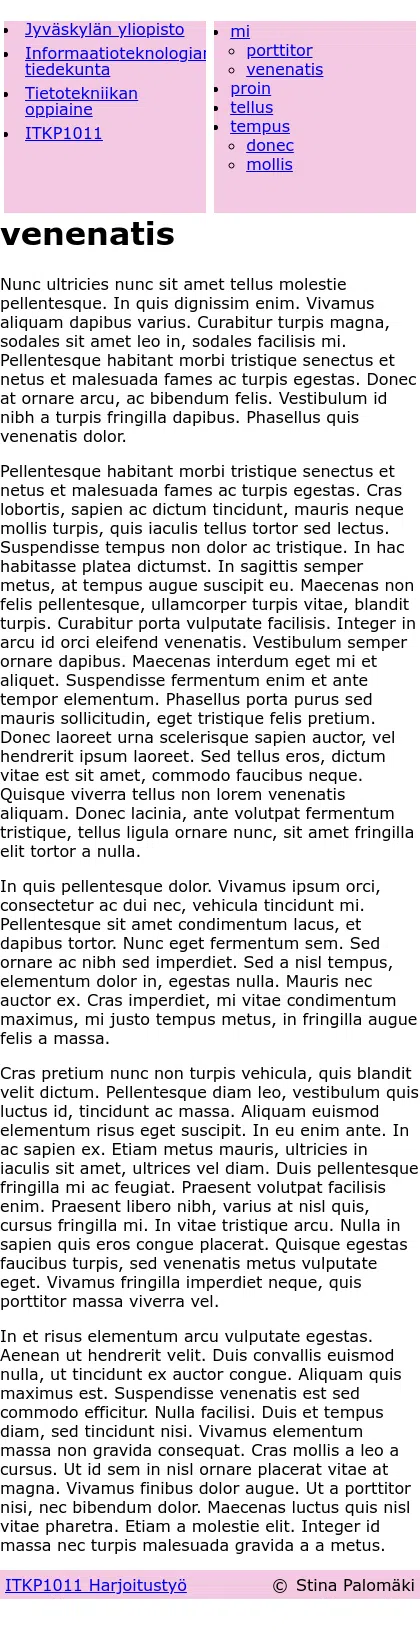 Jyväskylän yliopisto
Informaatioteknologian
tiedekunta
Tietotekniikan
oppiaine
ITKP1011
mi
porttitor
venenatis
proin
tellus
tempus
donec
mollis
venenatis
Nunc ultricies nunc sit amet tellus molestie
pellentesque. In quis dignissim enim. Vivamus
aliquam dapibus varius. Curabitur turpis magna,
sodales sit amet leo in, sodales facilisis mi.
Pellentesque habitant morbi tristique senectus et
netus et malesuada fames ac turpis egestas. Donec
at ornare arcu, ac bibendum felis. Vestibulum id
nibh a turpis fringilla dapibus. Phasellus quis
venenatis dolor.
Pellentesque habitant morbi tristique senectus et
netus et malesuada fames ac turpis egestas. Cras
lobortis, sapien ac dictum tincidunt, mauris neque
mollis turpis, quis iaculis tellus tortor sed lectus.
Suspendisse tempus non dolor ac tristique. In hac
habitasse platea dictumst. In sagittis semper
metus, at tempus augue suscipit eu. Maecenas non
felis pellentesque, ullamcorper turpis vitae, blandit
turpis. Curabitur porta vulputate facilisis. Integer in
arcu id orci eleifend venenatis. Vestibulum semper
ornare dapibus. Maecenas interdum eget mi et
aliquet. Suspendisse fermentum enim et ante
tempor elementum. Phasellus porta purus sed
mauris sollicitudin, eget tristique felis pretium.
Donec laoreet urna scelerisque sapien auctor, vel
hendrerit ipsum laoreet. Sed tellus eros, dictum
vitae est sit amet, commodo faucibus neque.
Quisque viverra tellus non lorem venenatis
aliquam. Donec lacinia, ante volutpat fermentum
tristique, tellus ligula ornare nunc, sit amet fringilla
elit tortor a nulla.
In quis pellentesque dolor. Vivamus ipsum orci,
consectetur ac dui nec, vehicula tincidunt mi.
Pellentesque sit amet condimentum lacus, et
dapibus tortor. Nunc eget fermentum sem. Sed
ornare ac nibh sed imperdiet. Sed a nisl tempus,
elementum dolor in, egestas nulla. Mauris nec
auctor ex. Cras imperdiet, mi vitae condimentum
maximus, mi justo tempus metus, in fringilla augue
felis a massa.
Cras pretium nunc non turpis vehicula, quis blandit
velit dictum. Pellentesque diam leo, vestibulum quis
luctus id, tincidunt ac massa. Aliquam euismod
elementum risus eget suscipit. In eu enim ante. In
ac sapien ex. Etiam metus mauris, ultricies in
iaculis sit amet, ultrices vel diam. Duis pellentesque
fringilla mi ac feugiat. Praesent volutpat facilisis
enim. Praesent libero nibh, varius at nisl quis,
cursus fringilla mi. In vitae tristique arcu. Nulla in
sapien quis eros congue placerat. Quisque egestas
faucibus turpis, sed venenatis metus vulputate
eget. Vivamus fringilla imperdiet neque, quis
porttitor massa viverra vel.
In et risus elementum arcu vulputate egestas.
Aenean ut hendrerit velit. Duis convallis euismod
nulla, ut tincidunt ex auctor congue. Aliquam quis
maximus est. Suspendisse venenatis est sed
commodo efficitur. Nulla facilisi. Duis et tempus
diam, sed tincidunt nisi. Vivamus elementum
massa non gravida consequat. Cras mollis a leo a
cursus. Ut id sem in nisl ornare placerat vitae at
magna. Vivamus finibus dolor augue. Ut a porttitor
nisi, nec bibendum dolor. Maecenas luctus quis nisl
vitae pharetra. Etiam a molestie elit. Integer id
massa nec turpis malesuada gravida a a metus.
ITKP1011 Harjoitustyö © Stina Palomäki